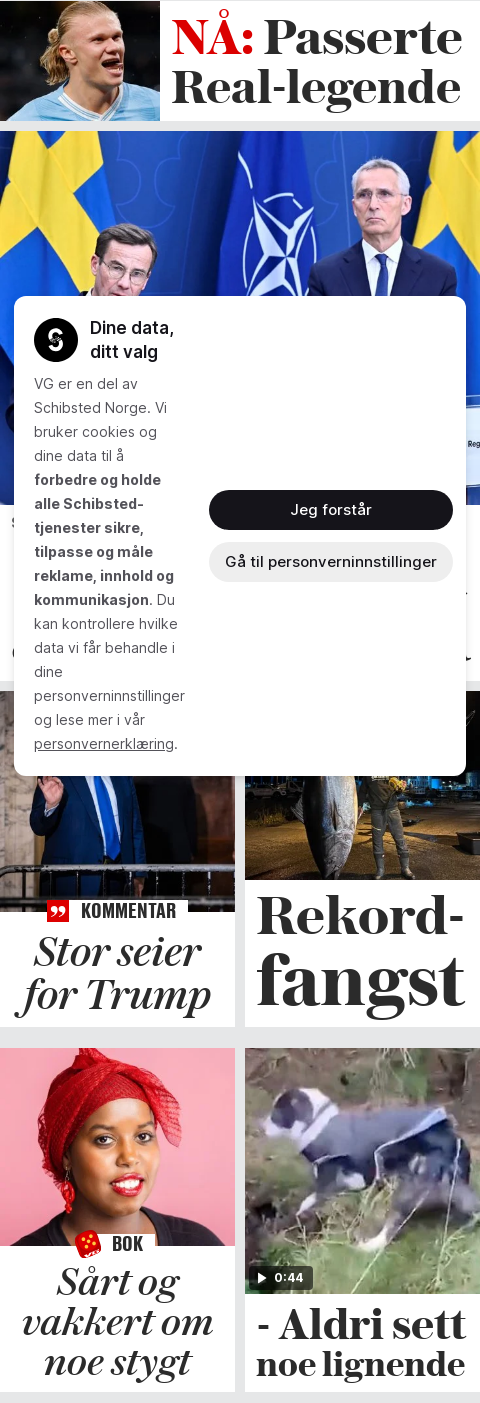 NÅ: Passerte
Real-legende
Dine data,
ditt valg
VG er en del av
Schibsted Norge. Vi
bruker cookies og
dine data til å
forbedre og holde
alle Schibsted-
tjenester sikre,
tilpasse og måle
reklame, innhold og
kommunikasjon. Du
kan kontrollere hvilke
data vi får behandle i
dine
personverninnstillinger
og lese mer i vår
personvernerklæring.
Jeg forstår
Gå til personverninnstillinger
KOMMENTAR
Stor seier
for Trump
Rekord-
fangst
BOK
Sårt og
vakkert om
noe stygt
0:44
- Aldri sett
noe lignende